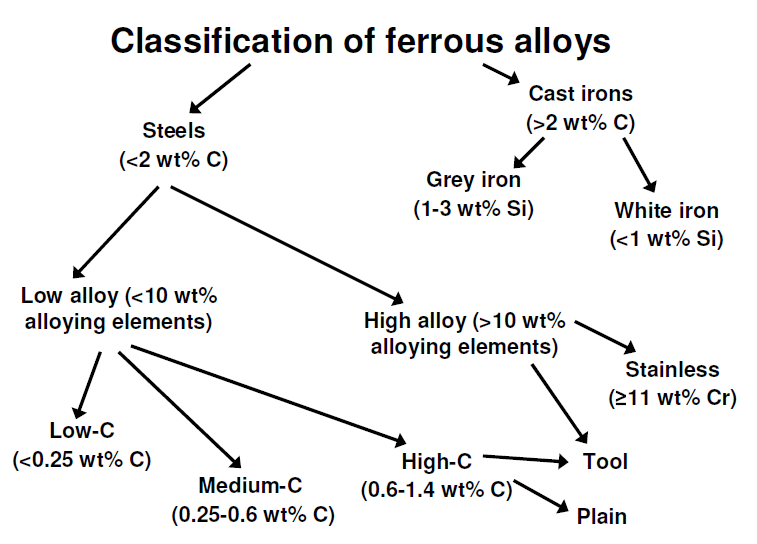 Classification of ferrous alloys
Cast irons
(>2 wt% C)
Steels
(<2 wt% C)
Grey iron
(1-3 wt% Si)
White iron
(<1 wt% Si)
Low alloy (<10 wt%
alloying elements)
High alloy (>10 wt%
alloying elements)
Stainless
(≥11 wt% Cr)
Low-C
(<0.25 wt% C)
Medium-C
(0.25-0.6 wt% C)
High-C
(0.6-1.4 wt% C)
Tool
Plain